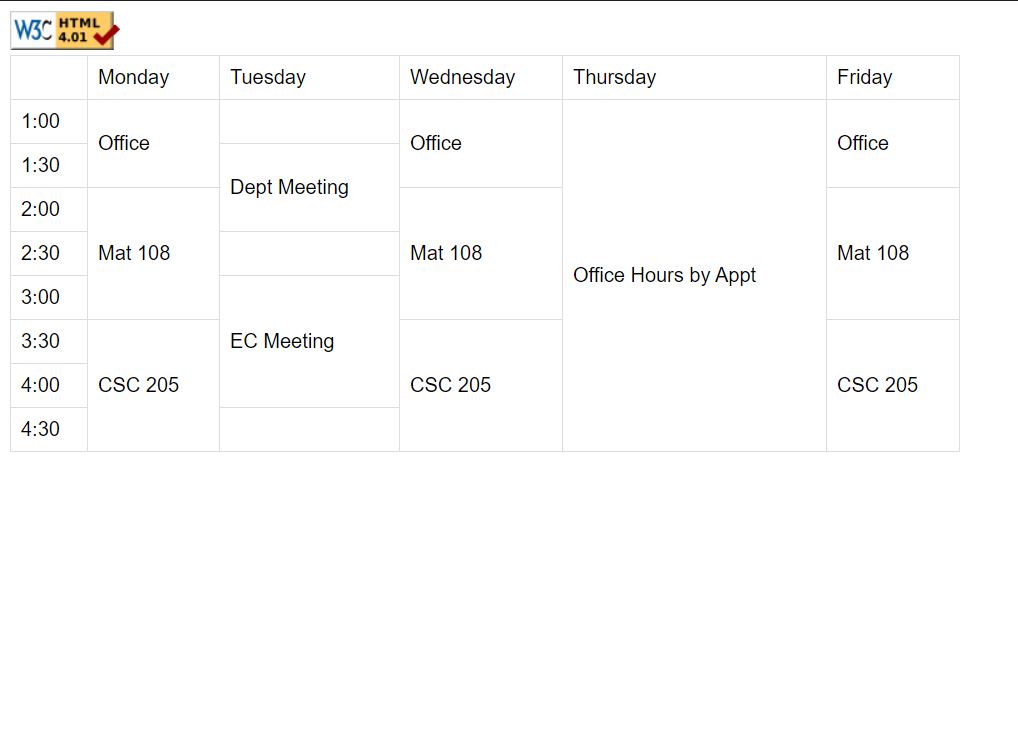 W3C HTML 4.01
Monday Tuesday Wednesday Thursday Friday
1:00
Office Office Office
1:30
Dept Meeting
2:00
2:30 Mat 108 Mat 108 Mat 108
Office Hours by Appt
3:00
3:30 EC Meeting
4:00 CSC 205 CSC 205 CSC 205
4:30